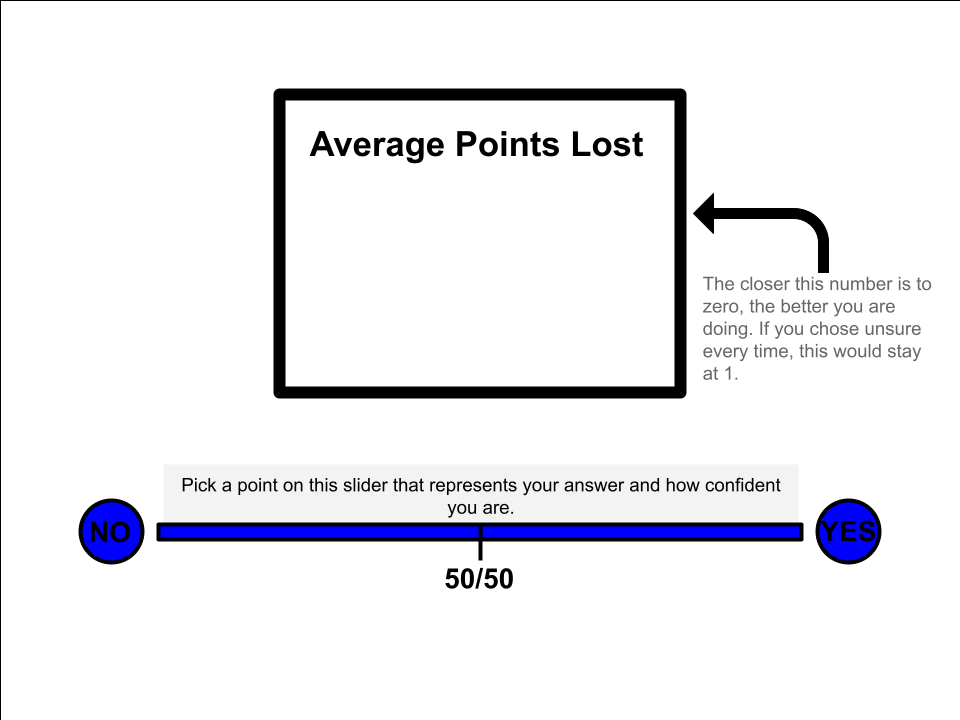 Average Points Lost
The closer this number is to
zero, the better you are
doing. If you chose unsure
every time, this would stay
at 1.
Pick a point on this slider that represents your answer and how confident
you are.
NO
YES
50/50